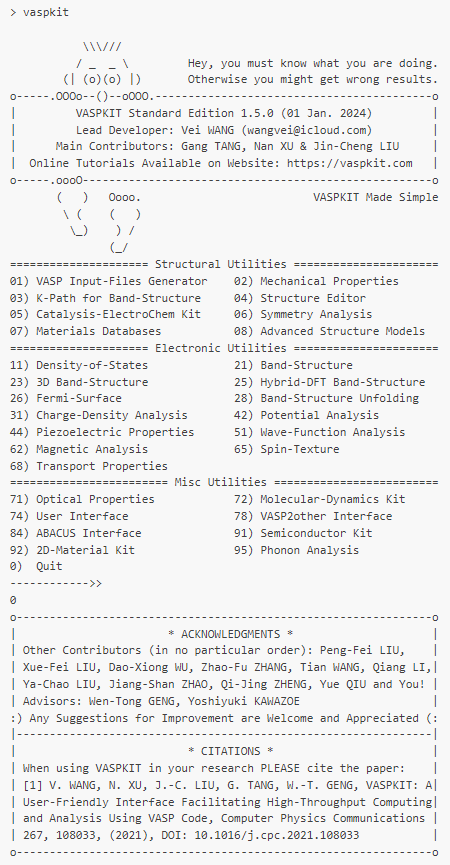 > vaspkit
\\\///
/ _ _ \ Hey, you must know what you are doing.
(| (o)(o) |) Otherwise you might get wrong results.
o-----.OOOo--()--oOOO.------------------------------------------o
| VASPKIT Standard Edition 1.5.0 (01 Jan. 2024) |
| Lead Developer: Vei WANG (wangvei@icloud.com) |
| Main Contributors: Gang TANG, Nan XU & Jin-Cheng LIU |
| Online Tutorials Available on Website: https://vaspkit.com |
o-----.oooO-----------------------------------------------------o
( ) Oooo. VASPKIT Made Simple
\ ( ( )
\_) ) /
(_/
===================== Structural Utilities ======================
01) VASP Input-Files Generator 02) Mechanical Properties
03) K-Path for Band-Structure 04) Structure Editor
05) Catalysis-ElectroChem Kit 06) Symmetry Analysis
07) Materials Databases 08) Advanced Structure Models
===================== Electronic Utilities ======================
11) Density-of-States 21) Band-Structure
23) 3D Band-Structure 25) Hybrid-DFT Band-Structure
26) Fermi-Surface 28) Band-Structure Unfolding
31) Charge-Density Analysis 42) Potential Analysis
44) Piezoelectric Properties 51) Wave-Function Analysis
62) Magnetic Analysis 65) Spin-Texture
68) Transport Properties
======================== Misc Utilities =========================
71) Optical Properties 72) Molecular-Dynamics Kit
74) User Interface 78) VASP2other Interface
84) ABACUS Interface 91) Semiconductor Kit
92) 2D-Material Kit 95) Phonon Analysis
0) Quit
------------>>
0
o---------------------------------------------------------------o
| * ACKNOWLEDGMENTS * |
| Other Contributors (in no particular order): Peng-Fei LIU, |
| Xue-Fei LIU, Dao-Xiong WU, Zhao-Fu ZHANG, Tian WANG, Qiang LI,|
| Ya-Chao LIU, Jiang-Shan ZHAO, Qi-Jing ZHENG, Yue QIU and You! |
| Advisors: Wen-Tong GENG, Yoshiyuki KAWAZOE |
:) Any Suggestions for Improvement are Welcome and Appreciated (:
|---------------------------------------------------------------|
| * CITATIONS * |
| When using VASPKIT in your research PLEASE cite the paper: |
| [1] V. WANG, N. XU, J.-C. LIU, G. TANG, W.-T. GENG, VASPKIT: A|
| User-Friendly Interface Facilitating High-Throughput Computing|
| and Analysis Using VASP Code, Computer Physics Communications |
| 267, 108033, (2021), DOI: 10.1016/j.cpc.2021.108033 |
o---------------------------------------------------------------o